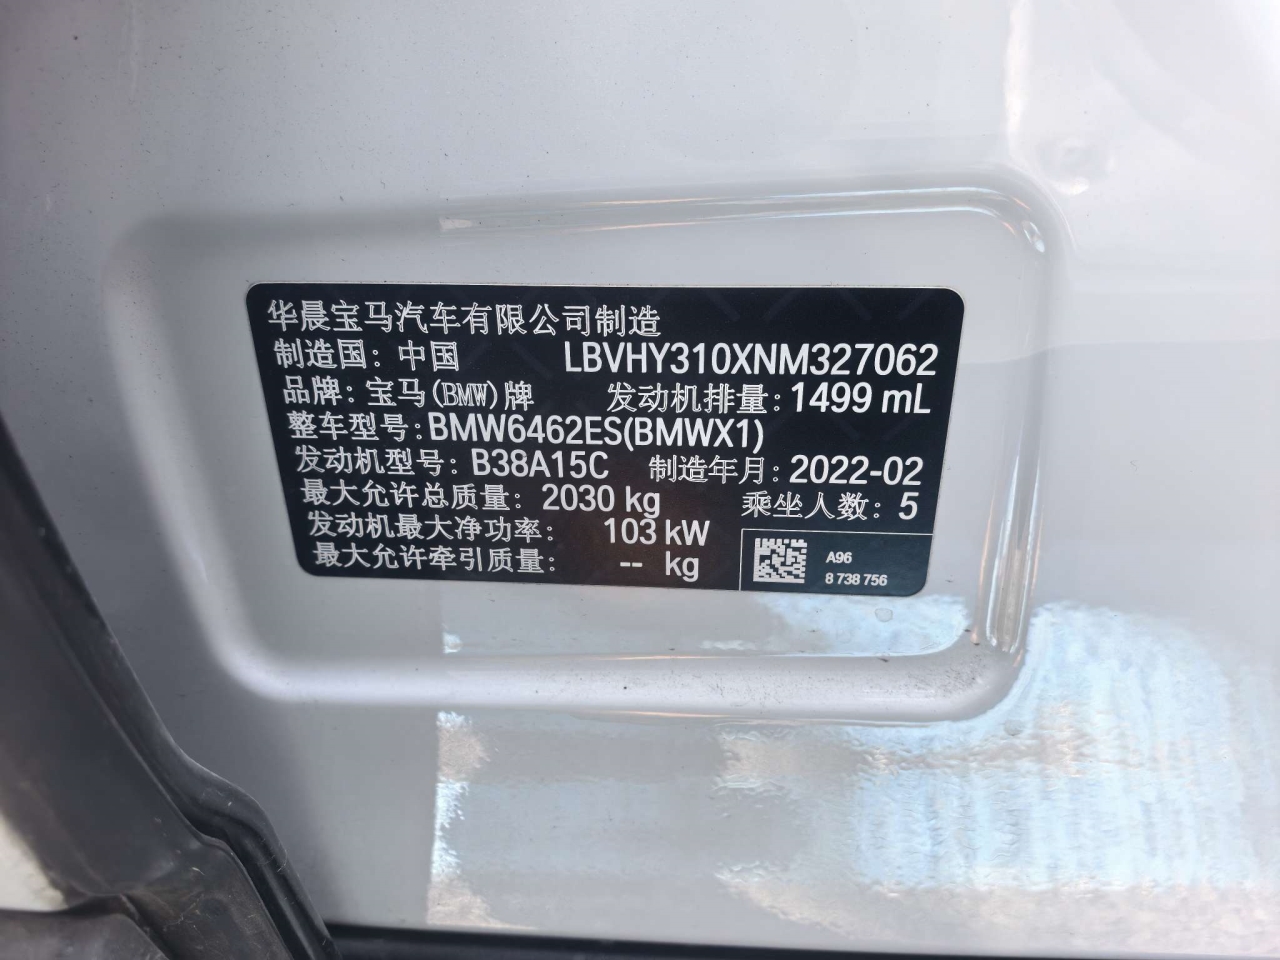 华晨宝马汽车有限公司制造
制造国：中国 LBVHY310XNM327062
品牌：宝马(BMW)牌 发动机排量：1499 mL
整车型号：BMW6462ES(BMWX1)
发动机型号：B38A15C 制造年月：2022-02
最大允许总质量：2030 kg 乘坐人数：5
发动机最大净功率：103 kW
最大允许牵引质量：-- kg
A96
8 738 756